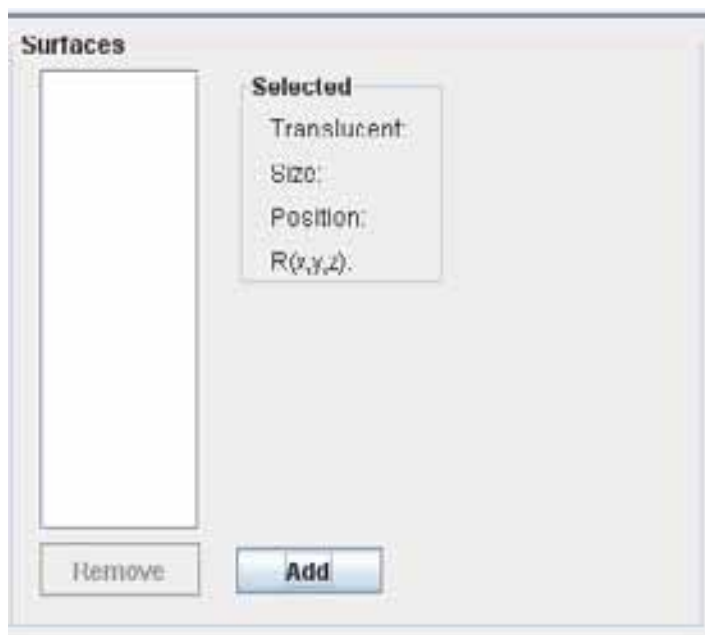 Surfaces
Selected
Translucent:
Size:
Position:
R(x,y,z):
Remove
Add